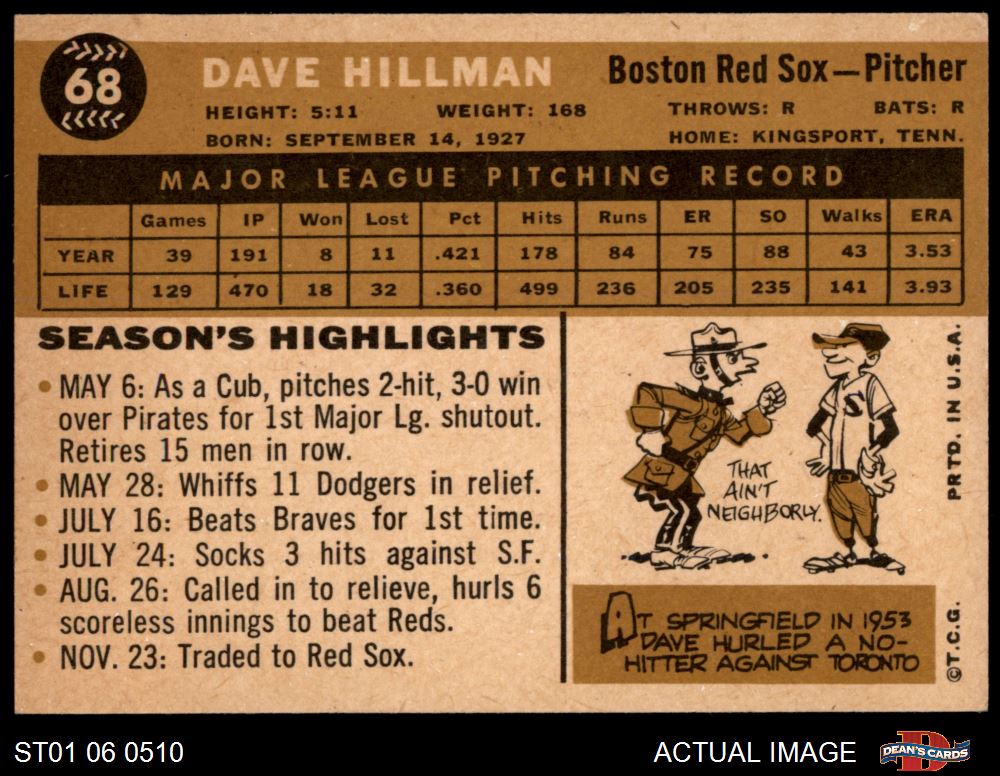 68
DAVE HILLMAN
Boston Red Sox—Pitcher
HEIGHT: 5:11 WEIGHT: 168 THROWS: R BATS: R
BORN: SEPTEMBER 14, 1927 HOME: KINGSPORT, TENN.
MAJOR LEAGUE PITCHING RECORD
Games IP Won Lost Pct Hits Runs ER SO Walks ERA
YEAR 39 191 8 11 .421 178 84 75 88 43 3.53
LIFE 129 470 18 32 .360 499 236 205 235 141 3.93
SEASON'S HIGHLIGHTS
• MAY 6: As a Cub, pitches 2-hit, 3-0 win
over Pirates for 1st Major Lg. shutout.
Retires 15 men in row.
• MAY 28: Whiffs 11 Dodgers in relief.
• JULY 16: Beats Braves for 1st time.
• JULY 24: Socks 3 hits against S.F.
• AUG. 26: Called in to relieve, hurls 6
scoreless innings to beat Reds.
• NOV. 23: Traded to Red Sox.
S
THAT
AIN'T
NEIGHBORLY.
AT SPRINGFIELD IN 1953
DAVE HURLED A NO-
HITTER AGAINST TORONTO
PRTD. IN U.S.A.
©T.C.G.
ST01 06 0510
ACTUAL IMAGE
D
DEAN'S CARDS